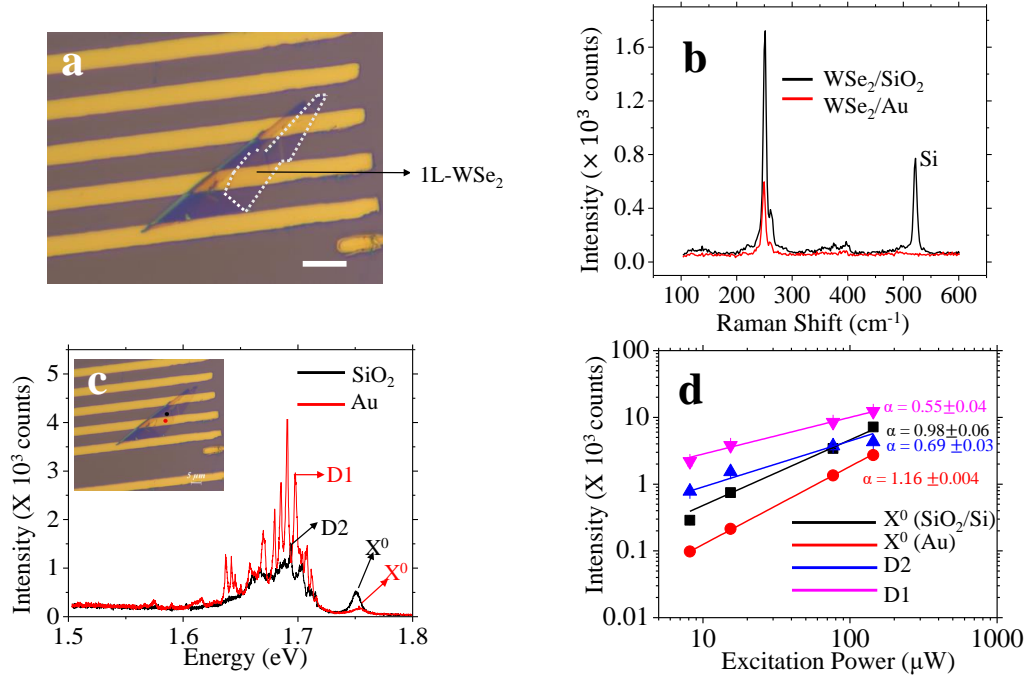 a
1L-WSe₂
b
WSe₂/SiO₂
WSe₂/Au
Si
Intensity (× 10³ counts)
1.6
1.2
0.8
0.4
0.0
100 200 300 400 500 600
Raman Shift (cm⁻¹)
c
5 μm
SiO₂
Au
D1
D2
X⁰
X⁰
Intensity (X 10³ counts)
5
4
3
2
1
0
1.5 1.6 1.7 1.8
Energy (eV)
d
α = 0.55±0.04
α = 0.98±0.06
α = 0.69±0.03
α = 1.16 ±0.004
X⁰ (SiO₂/Si)
X⁰ (Au)
D2
D1
Intensity (X 10³ counts)
100
10
1
0.1
0.01
10 100 1000
Excitation Power (μW)